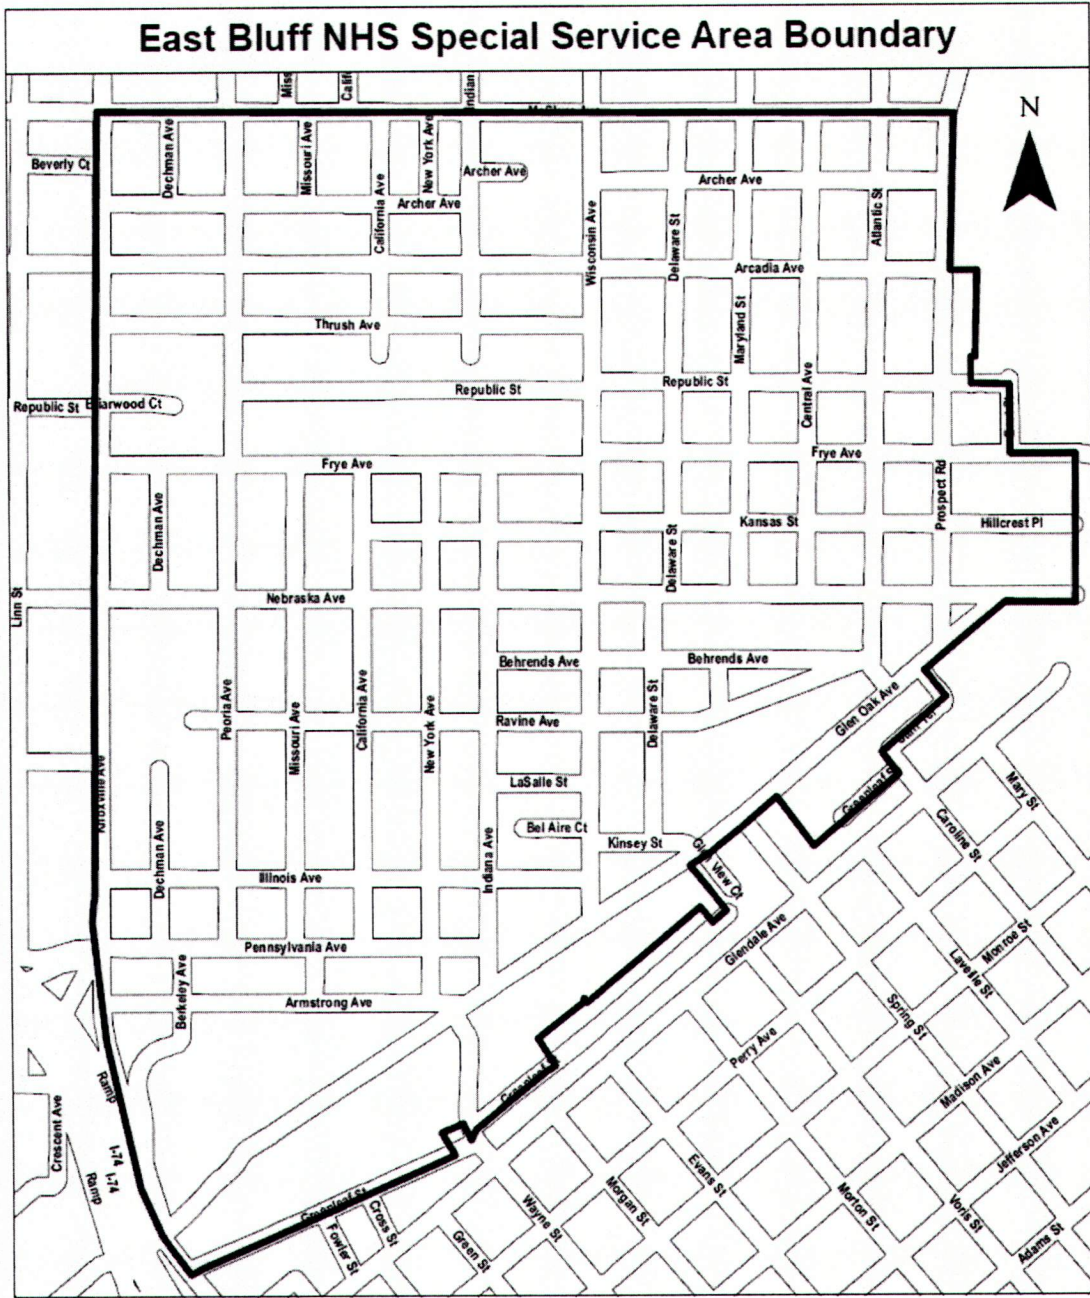 East Bluff NHS Special Service Area Boundary
Indian
N
Beverly Ct
Dechman Ave
Missouri Ave
New York Ave
California Ave
Archer Ave
Archer Ave
Archer Ave
Wisconsin Ave
Delaware St
Atlantic St
Arcadia Ave
Maryland St
Thrush Ave
Republic St
Republic St
Republic St
Central Ave
Frye Ave
Frye Ave
Prospect Rd
Dechman Ave
Kansas St
Hillcrest Pl
Delaware St
Linn St
Nebraska Ave
Behrends Ave
Behrends Ave
Peoria Ave
Missouri Ave
California Ave
New York Ave
Ravine Ave
Delaware St
Glen Oak Ave
LaSalle St
Knoxville Ave
Mary St
Bel Aire Ct
Kinsey St
Caroline St
Dechman Ave
Indiana Ave
Glen View Ct
Illinois Ave
Pennsylvania Ave
Glendale Ave
Monroe St
Berkeley Ave
Lavelle St
Armstrong Ave
Spring St
Perry Ave
Ramp
Madison Ave
Crescent Ave
I-74
I-74
Ramp
Jefferson Ave
Evans St
Morgan St
Morton St
Voris St
Wayne St
Greenleaf St
Cross St
Fowler St
Green St
Adams St